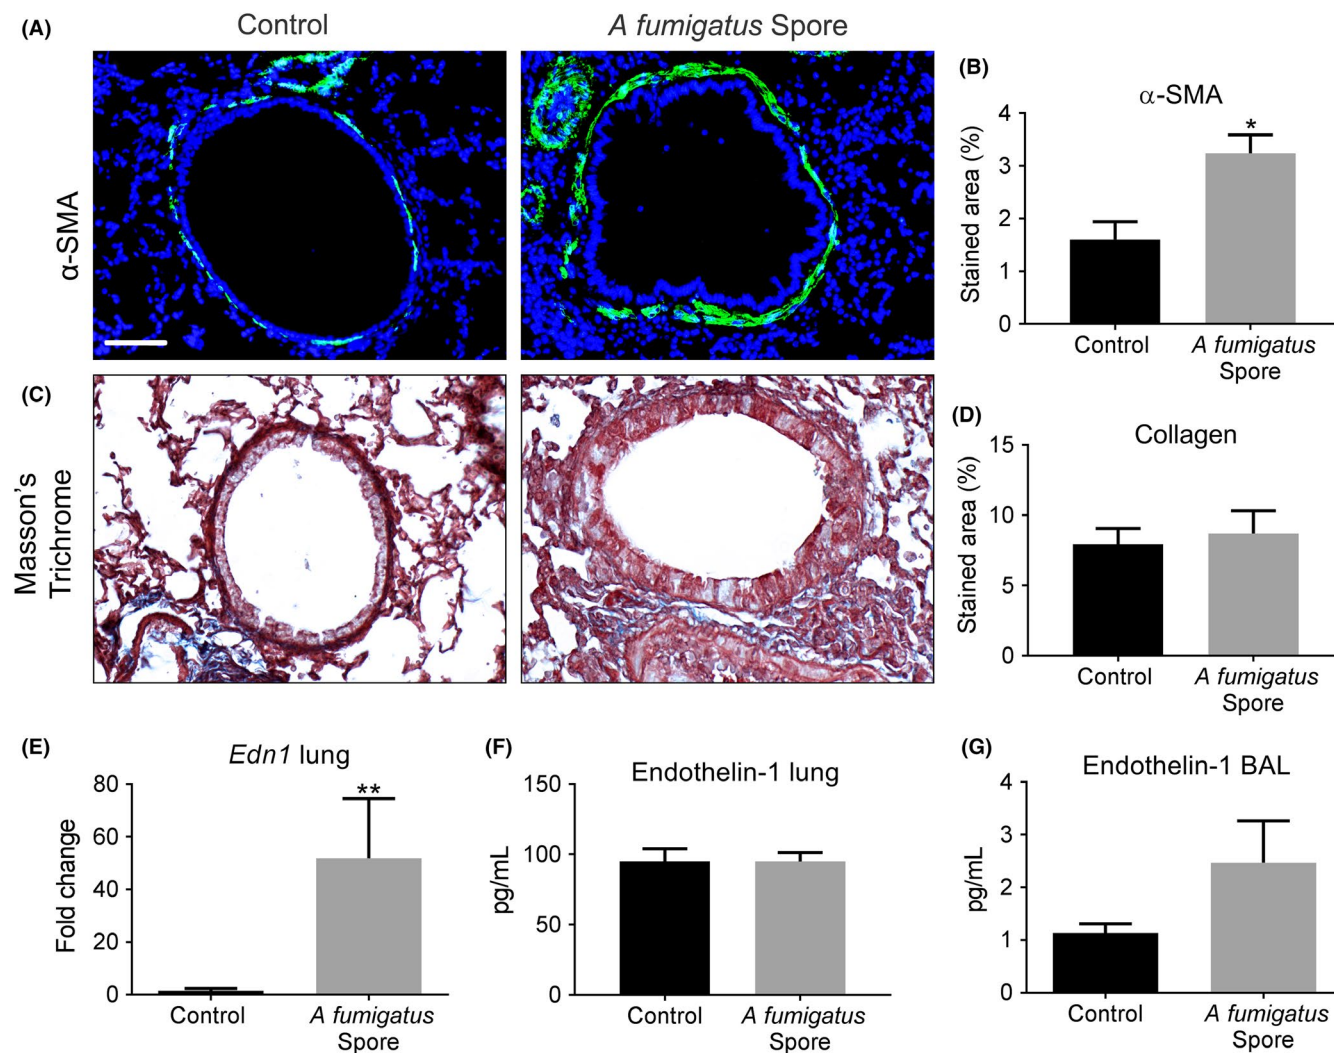 (A)
Control
A fumigatus Spore
α-SMA
(B)
α-SMA
Stained area (%)
4
3
2
1
0
*
Control
A fumigatus
Spore
(C)
Masson's
Trichrome
(D)
Collagen
Stained area (%)
15
10
5
0
Control
A fumigatus
Spore
(E)
Edn1 lung
Fold change
80
60
40
20
0
**
Control
A fumigatus
Spore
(F)
Endothelin-1 lung
pg/mL
150
100
50
0
Control
A fumigatus
Spore
(G)
Endothelin-1 BAL
pg/mL
4
3
2
1
0
Control
A fumigatus
Spore